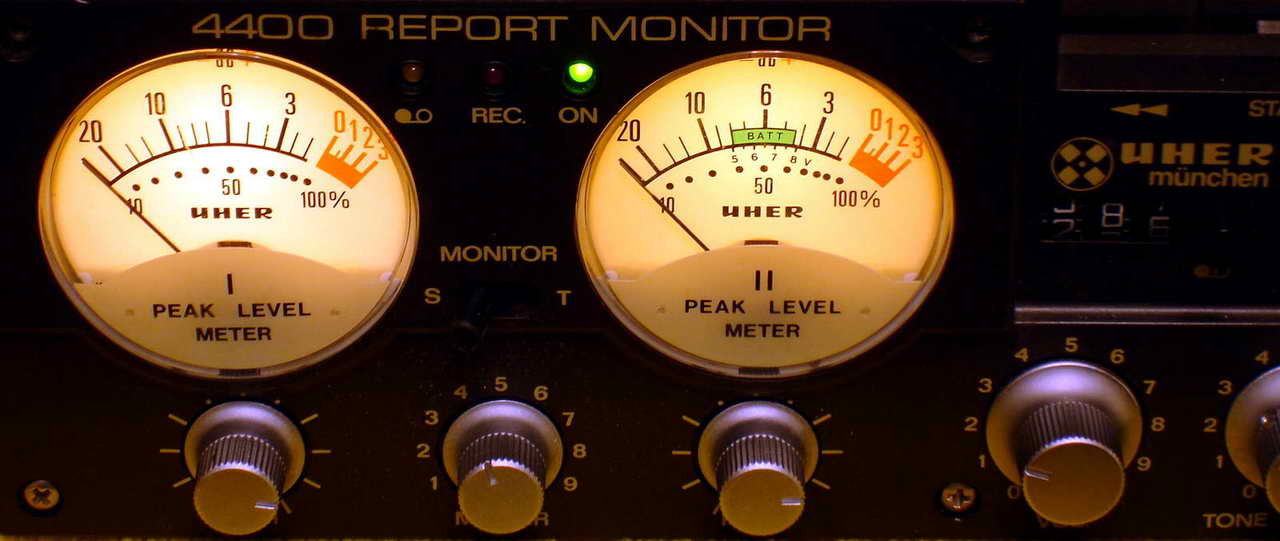 4400 REPORT MONITOR
20 10 6 3 0 1 2 3
dB +
10 50 100%
UHER
I
PEAK LEVEL
METER
REC. ON
MONITOR
S T
20 10 6 3 0 1 2 3
dB +
BATT
5 6 7 8 V
10 50 100%
UHER
II
PEAK LEVEL
METER
ST
UHER
münchen
1 2 3 4 5 6 7 8 9
0 1 2 3 4 5 6 7 8 9
0 1 2 3 4
TONE